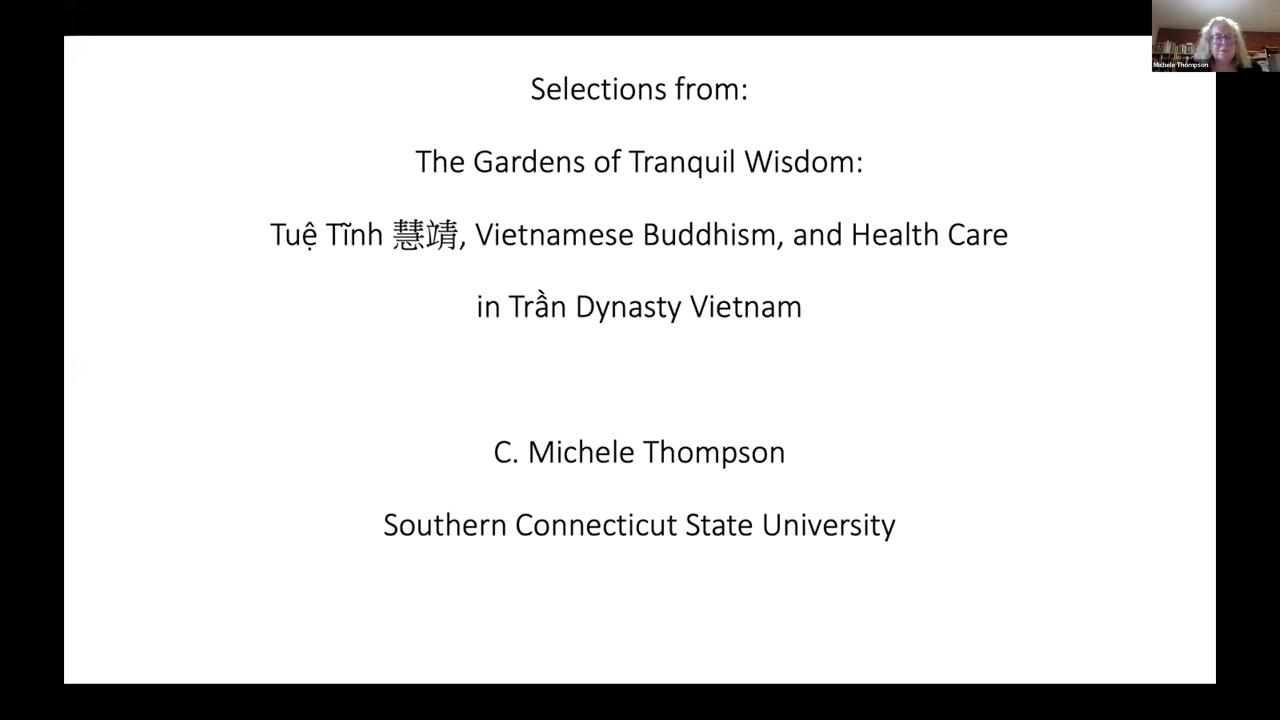 Selections from:
The Gardens of Tranquil Wisdom:
Tuệ Tĩnh 慧靖, Vietnamese Buddhism, and Health Care
in Trần Dynasty Vietnam
C. Michele Thompson
Southern Connecticut State University
Michele Thompson